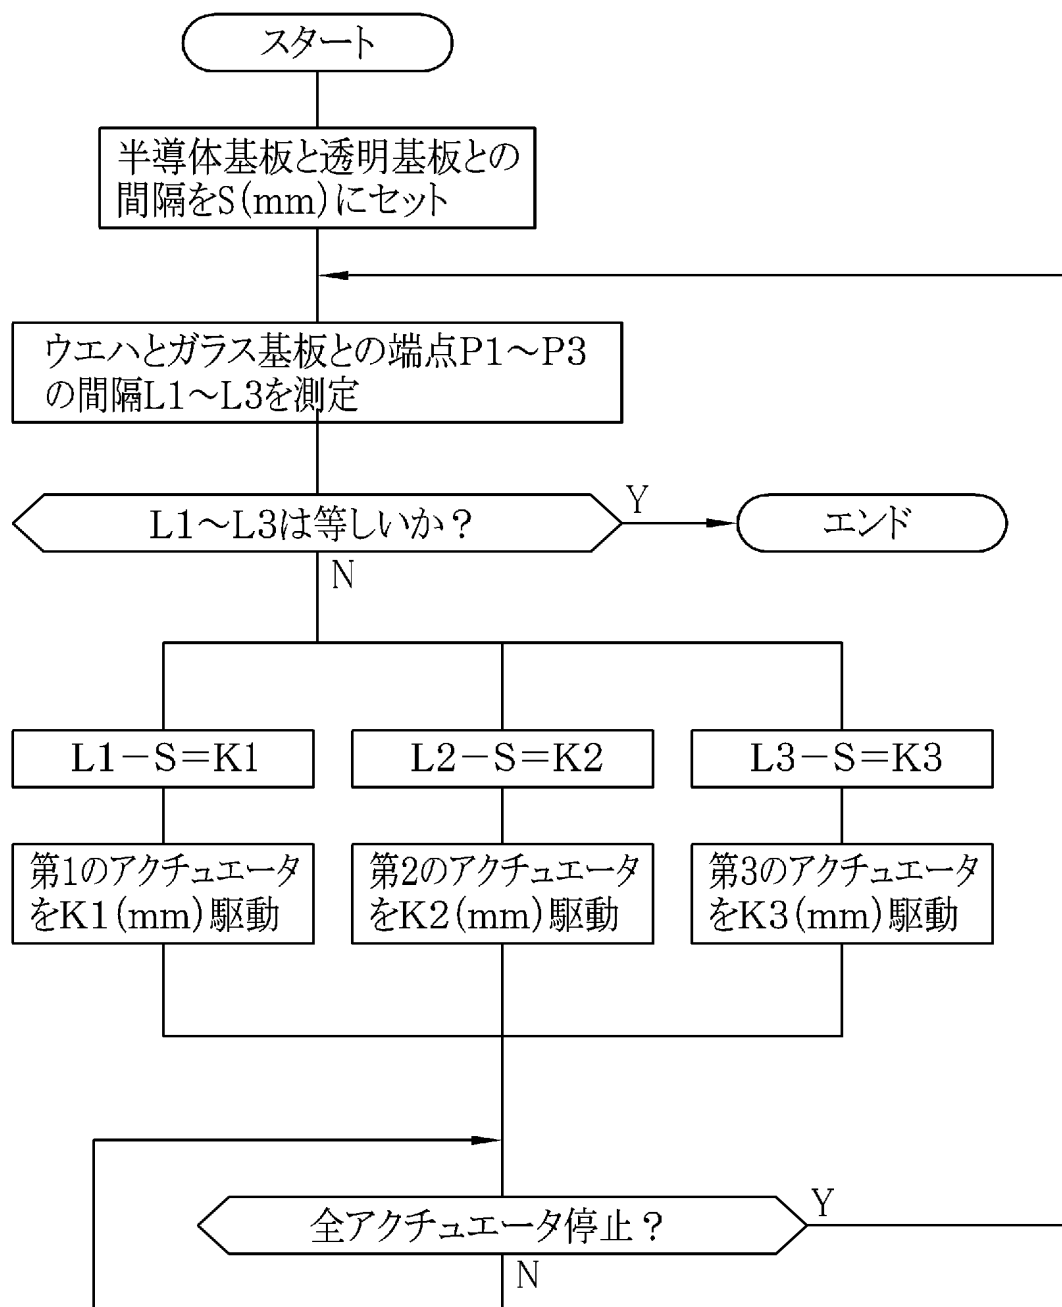 スタート
半導体基板と透明基板との
間隔をS(mm)にセット
ウエハとガラス基板との端点P1～P3
の間隔L1～L3を測定
L1～L3は等しいか？
Y
エンド
N
L1－S＝K1
L2－S＝K2
L3－S＝K3
第1のアクチュエータ
をK1(mm)駆動
第2のアクチュエータ
をK2(mm)駆動
第3のアクチュエータ
をK3(mm)駆動
全アクチュエータ停止？
Y
N